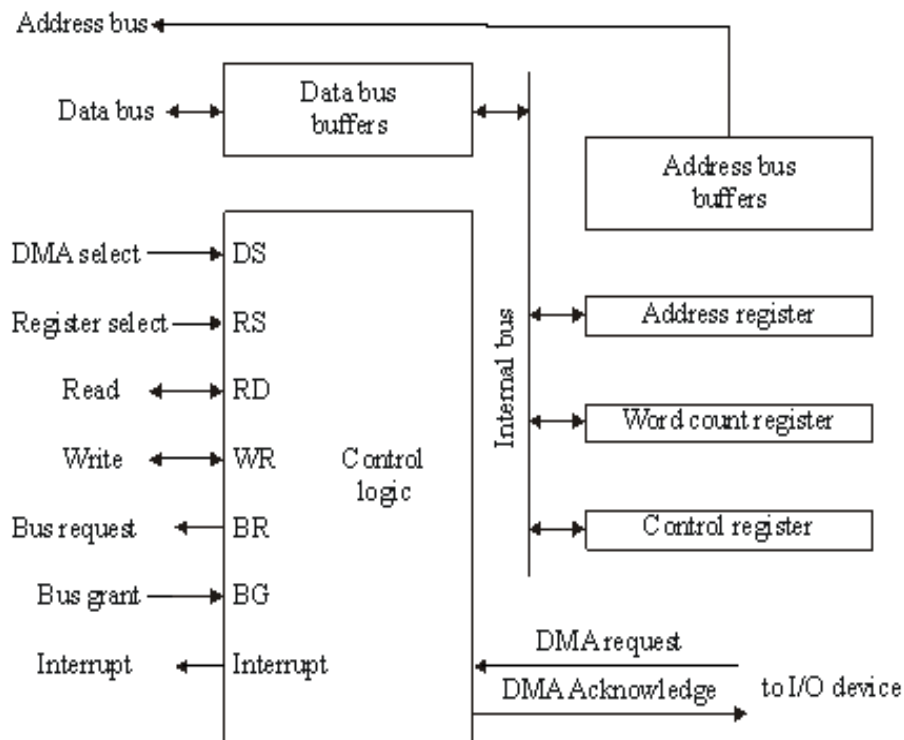 Address bus
Data bus
Data bus
buffers
Address bus
buffers
DMA select
DS
Register select
RS
Address register
Internal bus
Read
RD
Word count register
Write
WR
Control
logic
Bus request
BR
Control register
Bus grant
BG
Interrupt
Interrupt
DMA request
DMA Acknowledge
to I/O device